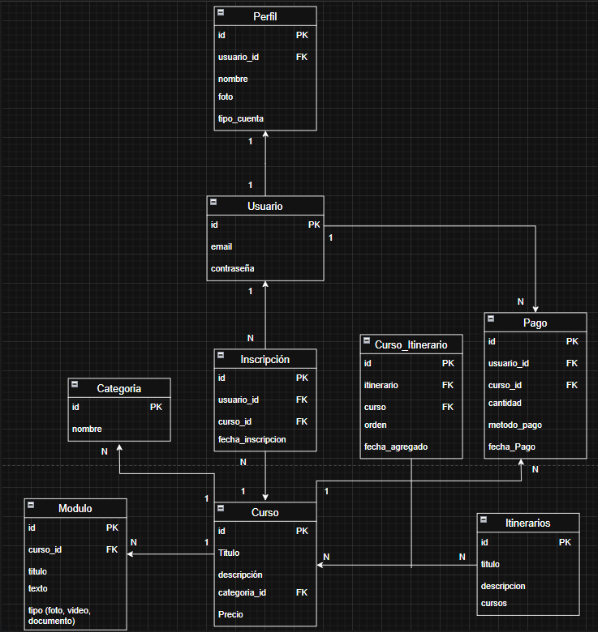 Perfil
id PK
usuario_id FK
nombre
foto
tipo_cuenta
1
1
Usuario
id PK
email
contraseña
1
1
N
N
Pago
id PK
usuario_id FK
curso_id FK
cantidad
metodo_pago
fecha_Pago
Curso_Itinerario
id PK
itinerario FK
curso FK
orden
fecha_agregado
Inscripción
id PK
usuario_id FK
curso_id FK
fecha_inscripcion
Categoria
id PK
nombre
N
N
N
1
1
1
Curso
id PK
Titulo
descripción
categoria_id FK
Precio
Modulo
id PK
curso_id FK
titulo
texto
tipo (foto, video,
documento)
N
1
N
N
Itinerarios
id PK
titulo
descripcion
cursos